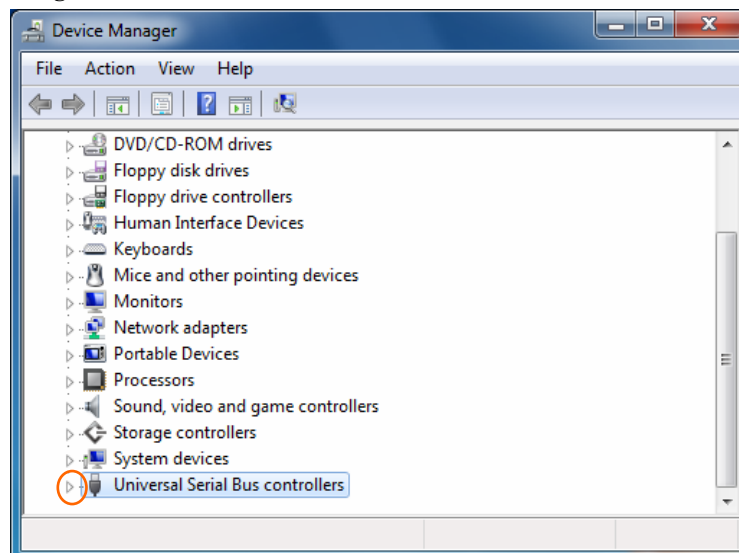 Device Manager
File Action View Help
DVD/CD-ROM drives
Floppy disk drives
Floppy drive controllers
Human Interface Devices
Keyboards
Mice and other pointing devices
Monitors
Network adapters
Portable Devices
Processors
Sound, video and game controllers
Storage controllers
System devices
Universal Serial Bus controllers